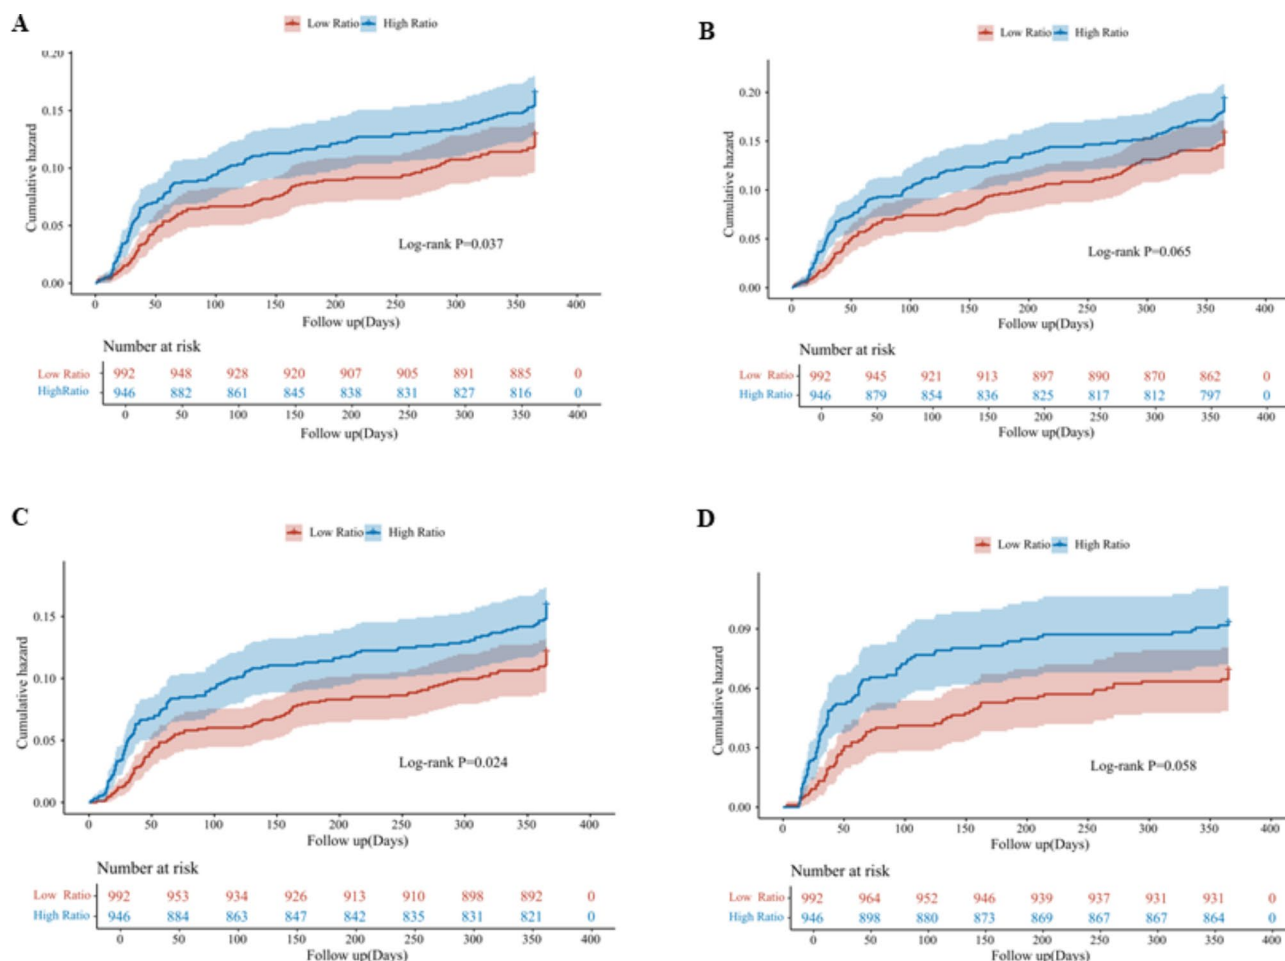 A
Low Ratio High Ratio
0.20
0.15
0.10
0.05
0.00
Cumulative hazard
Log-rank P=0.037
0 50 100 150 200 250 300 350 400
Follow up(Days)
Number at risk
Low Ratio 992 948 928 920 907 905 891 885 0
HighRatio 946 882 861 845 838 831 827 816 0
0 50 100 150 200 250 300 350 400
Follow up(Days)
B
Low Ratio High Ratio
0.20
0.15
0.10
0.05
0.00
Cumulative hazard
Log-rank P=0.065
0 50 100 150 200 250 300 350 400
Follow up(Days)
Number at risk
Low Ratio 992 945 921 913 897 890 870 862 0
High Ratio 946 879 854 836 825 817 812 797 0
0 50 100 150 200 250 300 350 400
Follow up(Days)
C
Low Ratio High Ratio
0.15
0.10
0.05
0.00
Cumulative hazard
Log-rank P=0.024
0 50 100 150 200 250 300 350 400
Follow up(Days)
Number at risk
Low Ratio 992 953 934 926 913 910 898 892 0
High Ratio 946 884 863 847 842 835 831 821 0
0 50 100 150 200 250 300 350 400
Follow up(Days)
D
Low Ratio High Ratio
0.09
0.06
0.03
0.00
Cumulative hazard
Log-rank P=0.058
0 50 100 150 200 250 300 350 400
Follow up(Days)
Number at risk
Low Ratio 992 964 952 946 939 937 931 931 0
High Ratio 946 898 880 873 869 867 867 864 0
0 50 100 150 200 250 300 350 400
Follow up(Days)